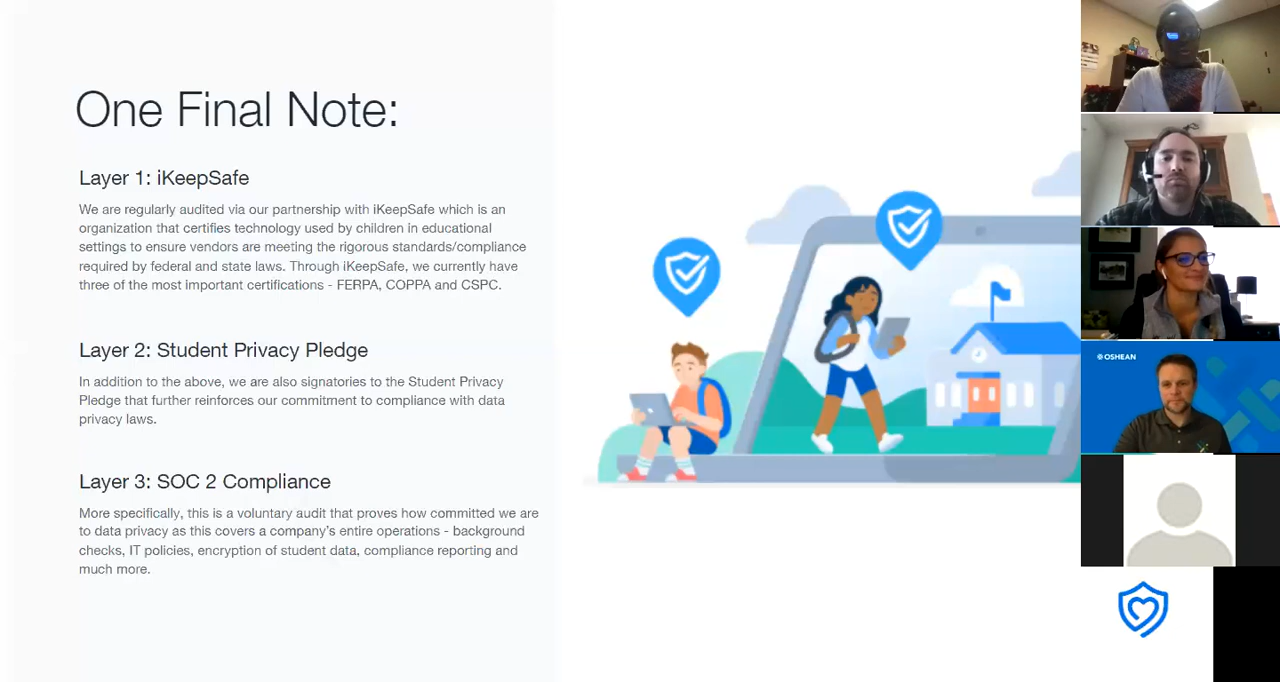 One Final Note:
Layer 1: iKeepSafe
We are regularly audited via our partnership with iKeepSafe which is an
organization that certifies technology used by children in educational
settings to ensure vendors are meeting the rigorous standards/compliance
required by federal and state laws. Through iKeepSafe, we currently have
three of the most important certifications - FERPA, COPPA and CSPC.
Layer 2: Student Privacy Pledge
In addition to the above, we are also signatories to the Student Privacy
Pledge that further reinforces our commitment to compliance with data
privacy laws.
Layer 3: SOC 2 Compliance
More specifically, this is a voluntary audit that proves how committed we are
to data privacy as this covers a company's entire operations - background
checks, IT policies, encryption of student data, compliance reporting and
much more.
OSHEAN